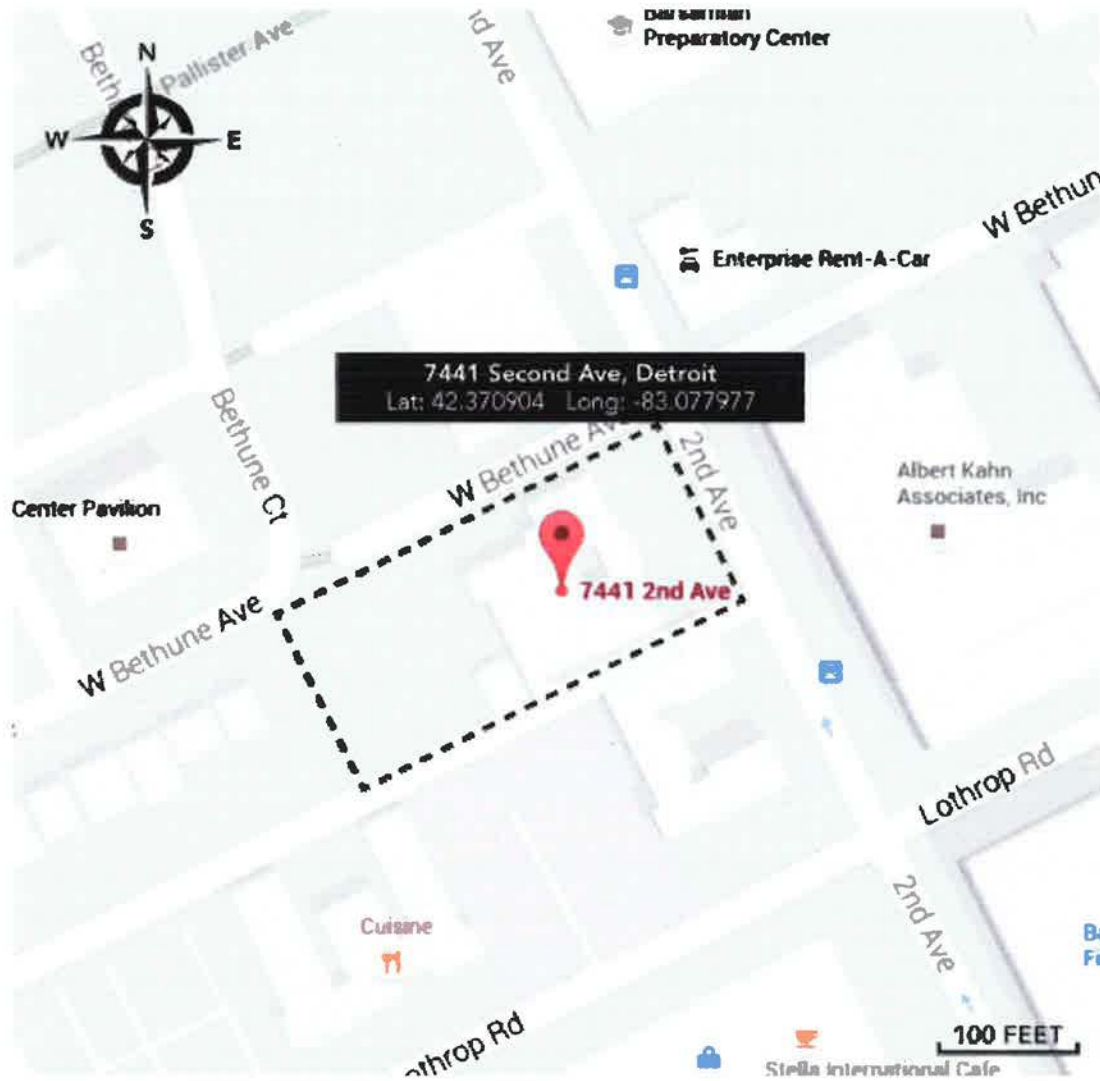 Preparatory Center
Pallister Ave
N
W
E
S
W Bethun
Enterprise Rent-A-Car
7441 Second Ave, Detroit
Lat: 42.370904 Long: -83.077977
Bethune Ct
W Bethune Ave
2nd Ave
Albert Kahn
Associates, Inc
Center Pavilion
7441 2nd Ave
W Bethune Ave
Lothrop Rd
2nd Ave
Cuisine
othrop Rd
100 FEET
Stella International Cafe